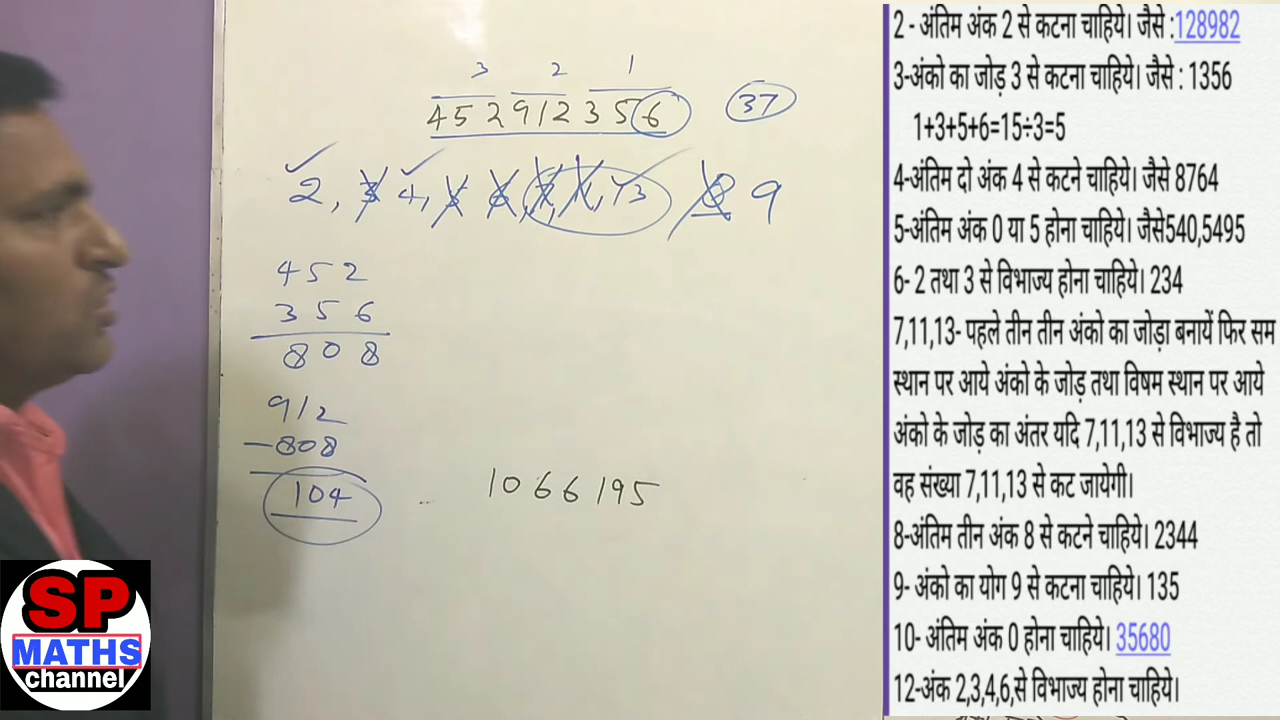 3 2 1
452912356 37
2, 3 4, 5 6, 7, 11, 13 8 9
452
356
808
912
-808
104
1066195
2 - अंतिम अंक 2 से कटना चाहिये। जैसे :128982
3-अंको का जोड़ 3 से कटना चाहिये। जैसे : 1356
1+3+5+6=15÷3=5
4-अंतिम दो अंक 4 से कटने चाहिये। जैसे 8764
5-अंतिम अंक 0 या 5 होना चाहिये। जैसे540,5495
6- 2 तथा 3 से विभाज्य होना चाहिये। 234
7,11,13- पहले तीन तीन अंको का जोड़ा बनायें फिर सम
स्थान पर आये अंको के जोड़ तथा विषम स्थान पर आये
अंको के जोड़ का अंतर यदि 7,11,13 से विभाज्य है तो
वह संख्या 7,11,13 से कट जायेगी।
8-अंतिम तीन अंक 8 से कटने चाहिये। 2344
9- अंको का योग 9 से कटना चाहिये। 135
10- अंतिम अंक 0 होना चाहिये। 35680
12-अंक 2,3,4,6,से विभाज्य होना चाहिये।
SP
MATHS
channel